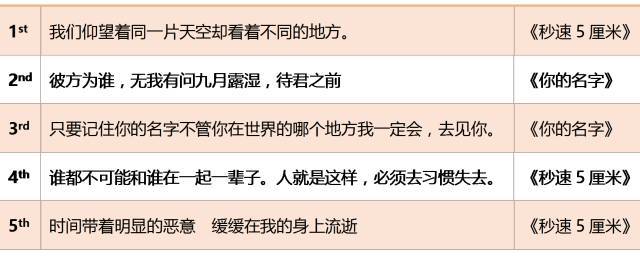 1st 我们仰望着同一片天空却看着不同的地方。 《秒速5厘米》
2nd 彼方为谁，无我有问九月露湿，待君之前 《你的名字》
3rd 只要记住你的名字不管你在世界的哪个地方我一定会，去见你。 《你的名字》
4th 谁都不可能和谁在一起一辈子。人就是这样，必须去习惯失去。 《秒速5厘米》
5th 时间带着明显的恶意　缓缓在我的身上流逝 《秒速5厘米》